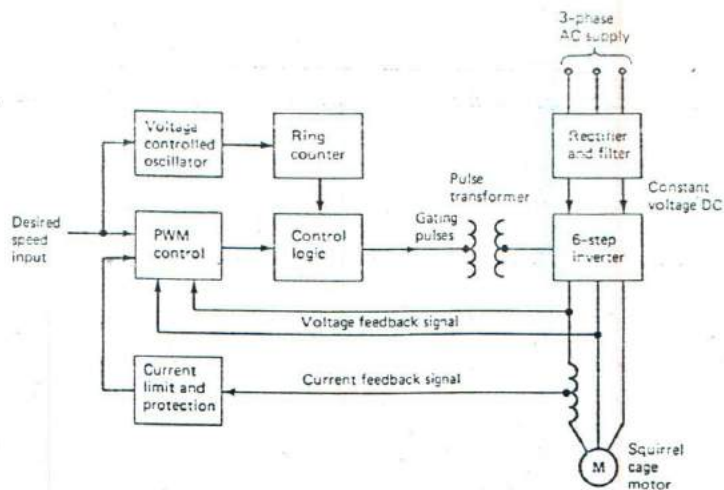 3-phase
AC supply
Voltage
controlled
oscillator
Ring
counter
Rectifier
and filter
Pulse
transformer
Constant
voltage DC
Desired
speed
input
PWM
control
Control
logic
Gating
pulses
6-step
inverter
Voltage feedback signal
Current
limit and
protection
Current feedback signal
M
Squirrel
cage
motor